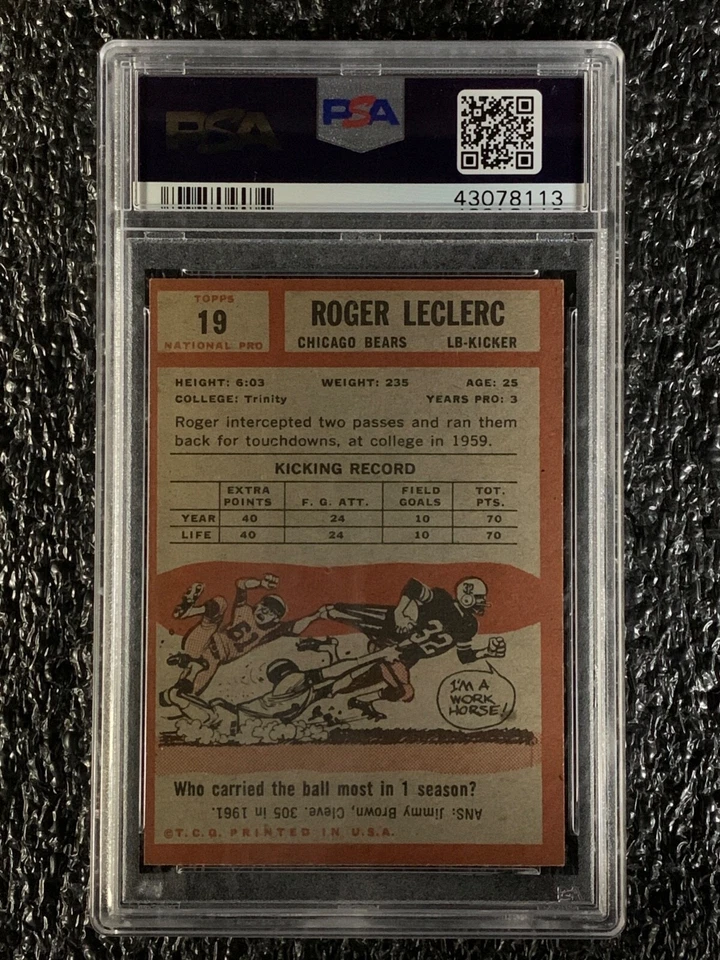 PSA
PSA
43078113
TOPPS
19
NATIONAL PRO
ROGER LECLERC
CHICAGO BEARS LB-KICKER
HEIGHT: 6:03 WEIGHT: 235 AGE: 25
COLLEGE: Trinity YEARS PRO: 3
Roger intercepted two passes and ran them
back for touchdowns, at college in 1959.
KICKING RECORD
EXTRA POINTS F. G. ATT. FIELD GOALS TOT. PTS.
YEAR 40 24 10 70
LIFE 40 24 10 70
61
32
32
I'M A
WORK
HORSE!
Who carried the ball most in 1 season?
ANS: Jimmy Brown, Cleve. 305 in 1961.
©T.C.G. PRINTED IN U.S.A.